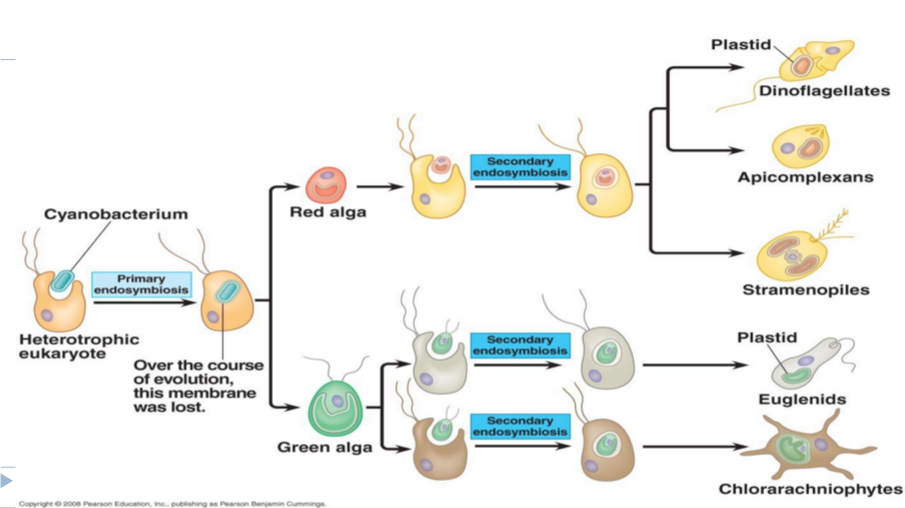 Plastid
Dinoflagellates
Secondary
endosymbiosis
Apicomplexans
Red alga
Cyanobacterium
Primary
endosymbiosis
Stramenopiles
Heterotrophic
eukaryote
Over the course
of evolution,
this membrane
was lost.
Secondary
endosymbiosis
Plastid
Euglenids
Green alga
Secondary
endosymbiosis
Chlorarachniophytes
Copyright © 2008 Pearson Education, Inc., publishing as Pearson Benjamin Cummings.